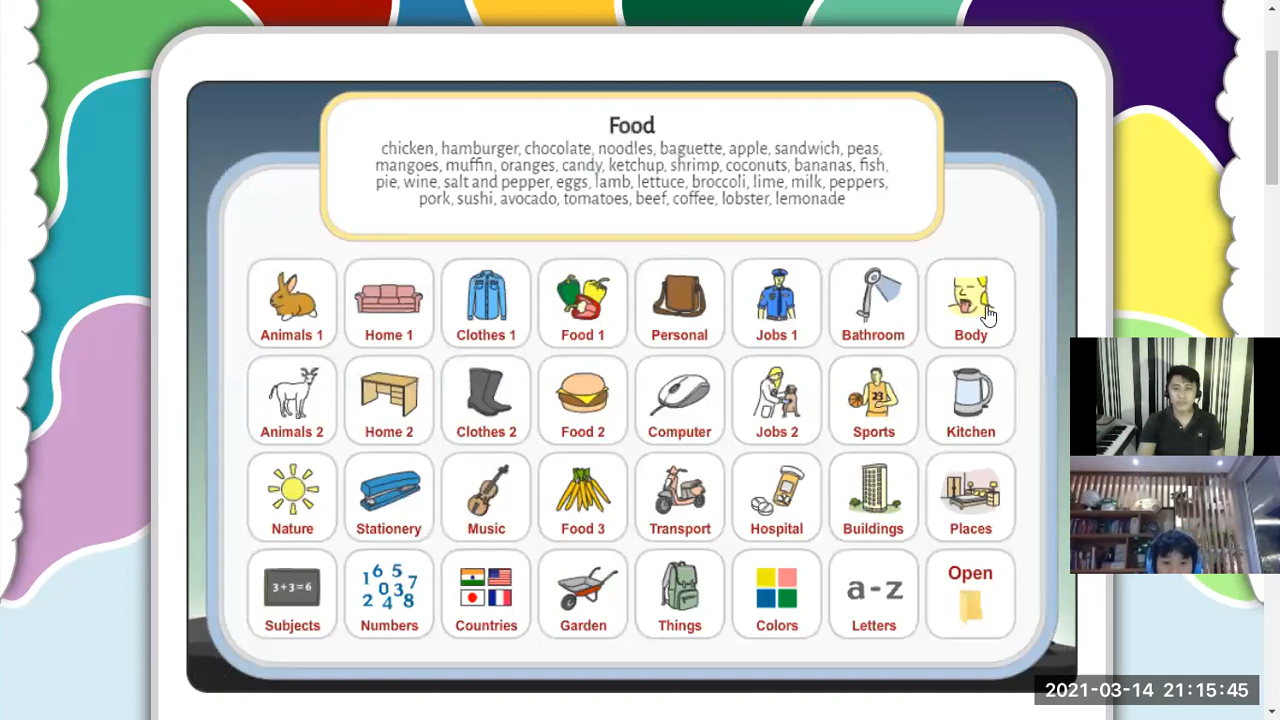 Food
chicken, hamburger, chocolate, noodles, baguette, apple, sandwich, peas,
mangoes, muffin, oranges, candy, ketchup, shrimp, coconuts, bananas, fish,
pie, wine, salt and pepper, eggs, lamb, lettuce, broccoli, lime, milk, peppers,
pork, sushi, avocado, tomatoes, beef, coffee, lobster, lemonade
Animals 1
Home 1
Clothes 1
Food 1
Personal
Jobs 1
Bathroom
Body
Animals 2
Home 2
Clothes 2
Food 2
Computer
23
Jobs 2
Sports
Kitchen
Nature
Stationery
Music
Food 3
Transport
Hospital
Buildings
Places
3+3=6
1 6 5 7
0 3
2 4 8
a-z
Open
Subjects
Numbers
Countries
Garden
Things
Colors
Letters
2021-03-14 21:15:45